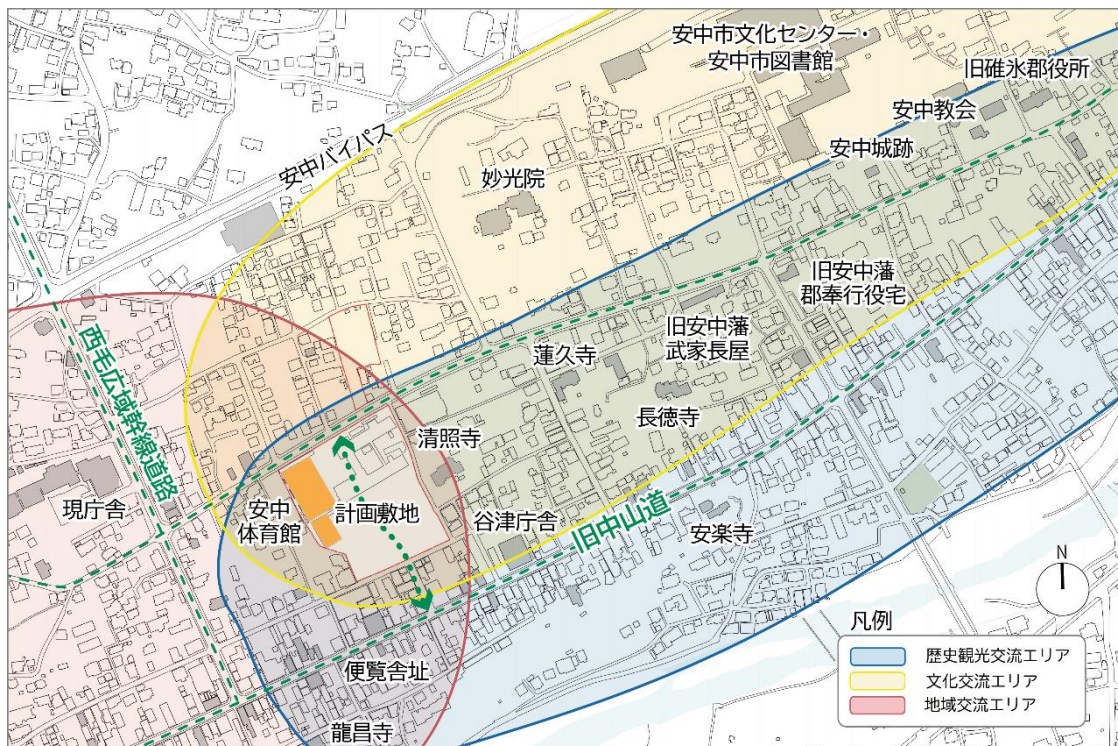 安中市文化センター・
安中市図書館
旧碓氷郡役所
安中教会
安中城跡
安中バイパス
妙光院
旧安中藩
郡奉行役宅
旧安中藩
武家長屋
蓮久寺
長徳寺
西毛広域幹線道路
清照寺
現庁舎
安中
体育館
計画敷地
谷津庁舎
旧中山道
安楽寺
便覧舎址
龍昌寺
N
凡例
歴史観光交流エリア
文化交流エリア
地域交流エリア